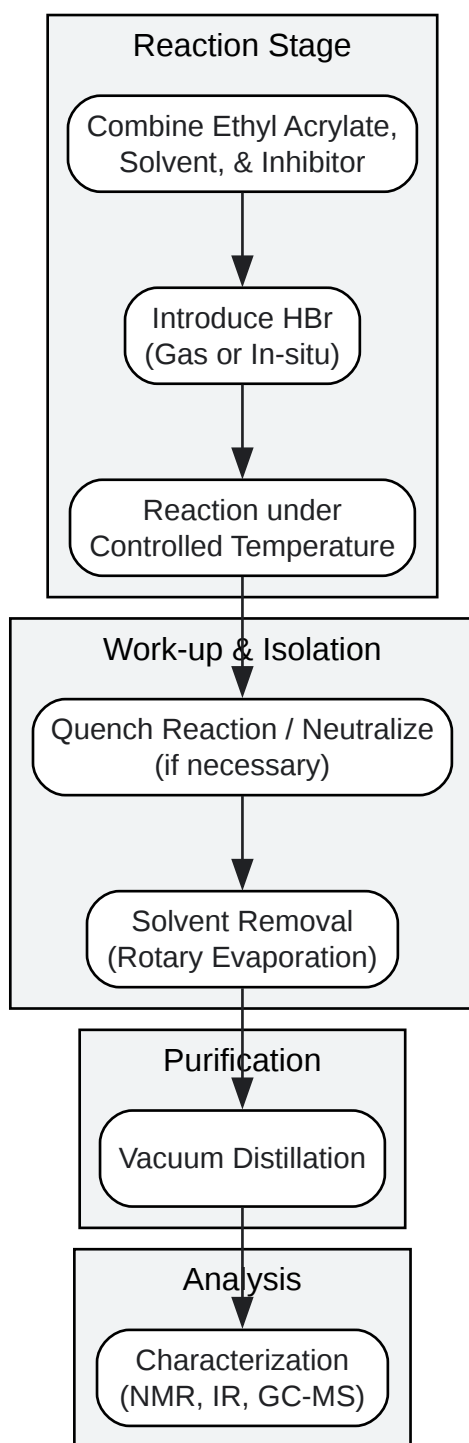 Reaction Stage
Combine Ethyl Acrylate,
Solvent, & Inhibitor
Introduce HBr
(Gas or In-situ)
Reaction under
Controlled Temperature
Work-up & Isolation
Quench Reaction / Neutralize
(if necessary)
Solvent Removal
(Rotary Evaporation)
Purification
Vacuum Distillation
Analysis
Characterization
(NMR, IR, GC-MS)